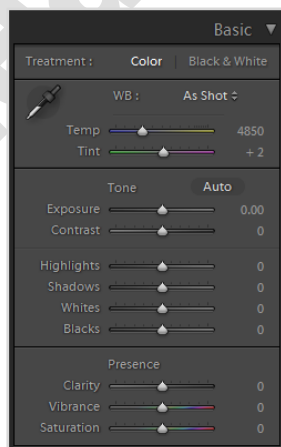 Basic ▼
Treatment : Color | Black & White
WB : As Shot
Temp 4850
Tint + 2
Tone Auto
Exposure 0.00
Contrast 0
Highlights 0
Shadows 0
Whites 0
Blacks 0
Presence
Clarity 0
Vibrance 0
Saturation 0